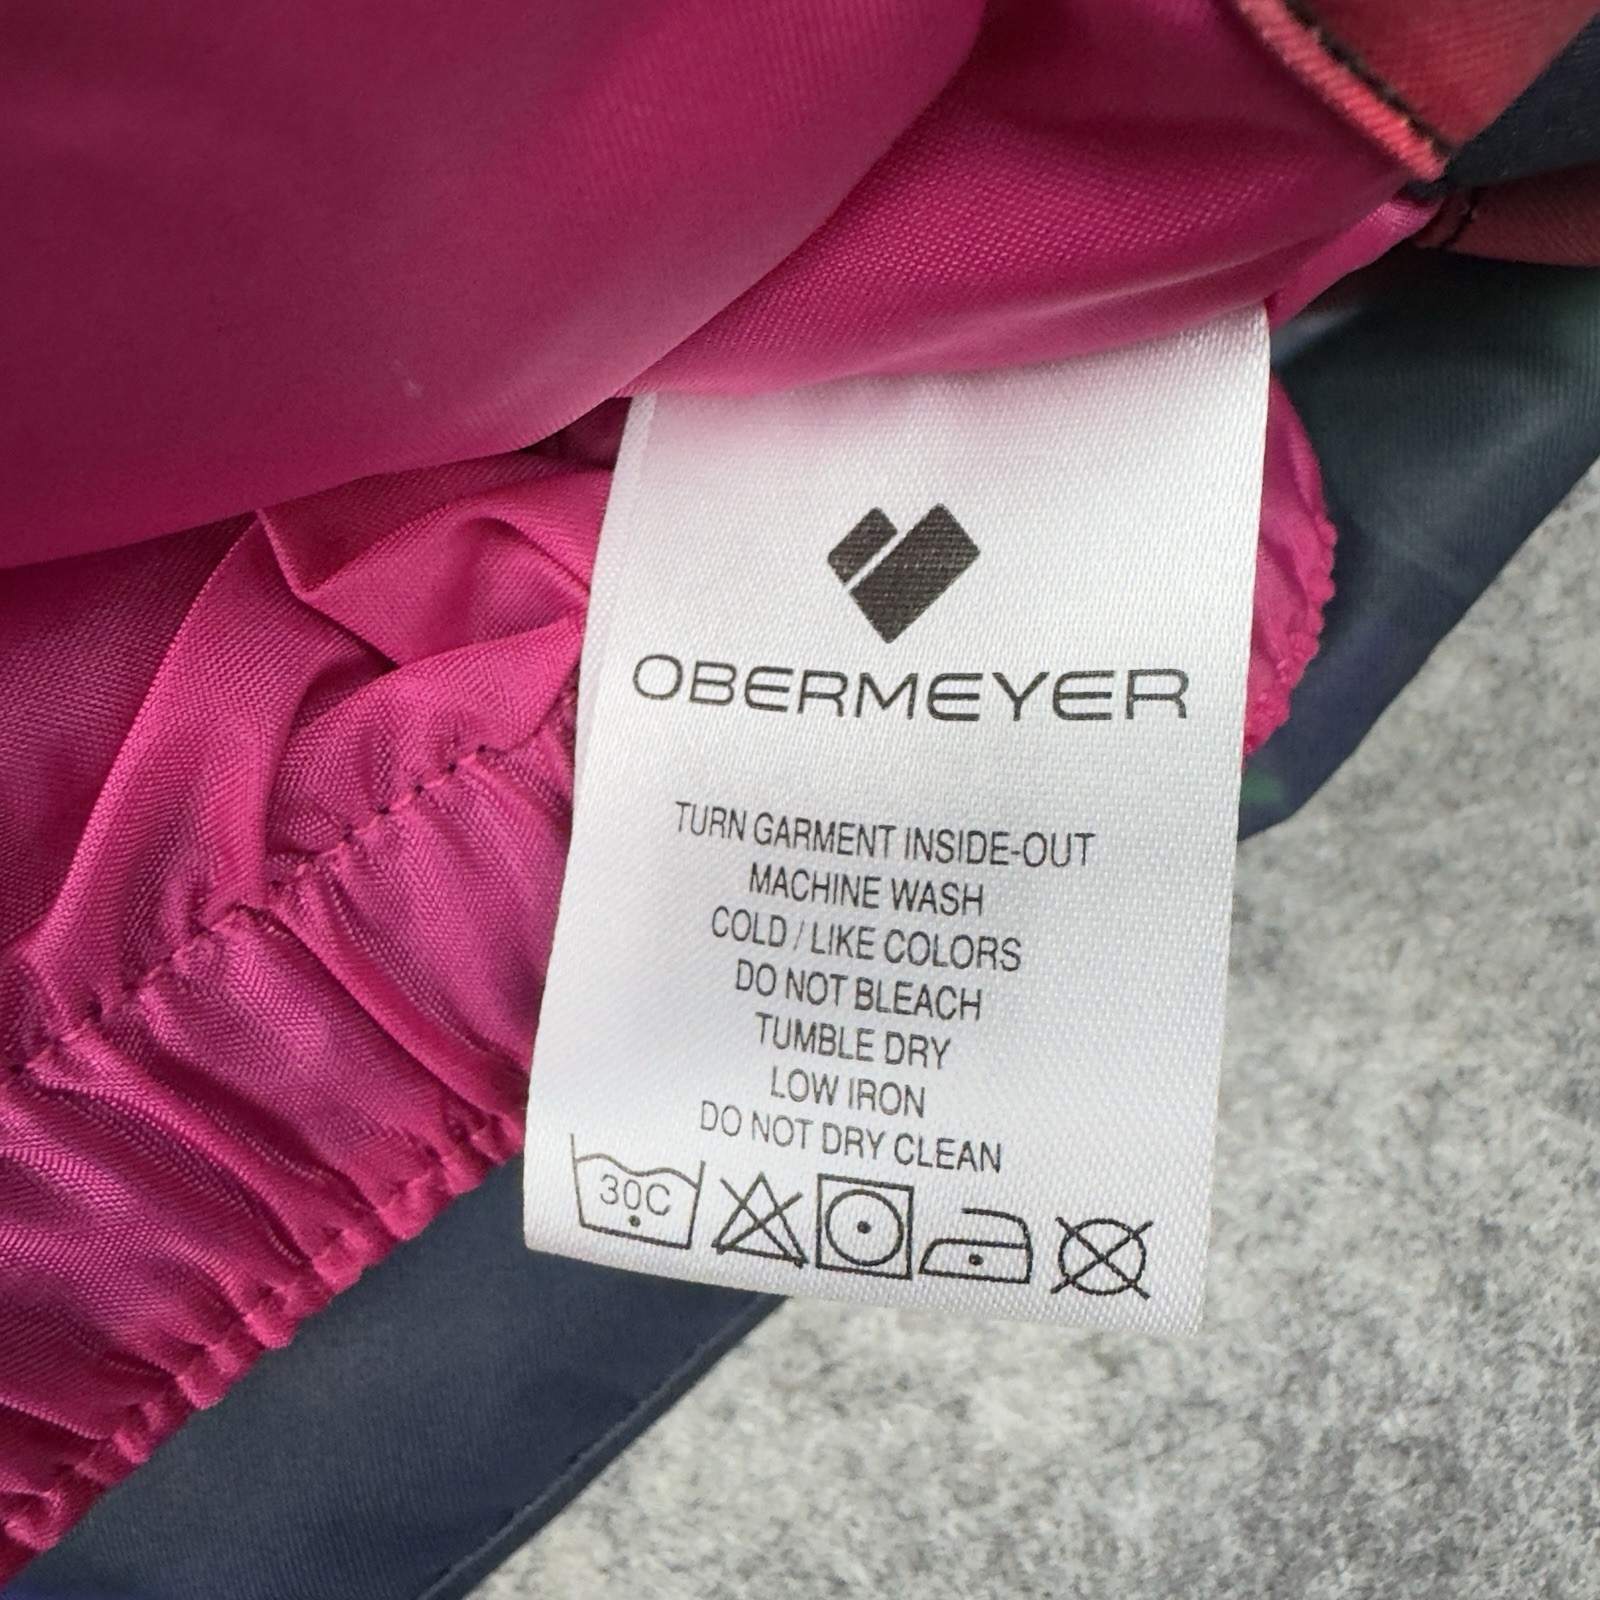 OBERMEYER
TURN GARMENT INSIDE-OUT
MACHINE WASH
COLD / LIKE COLORS
DO NOT BLEACH
TUMBLE DRY
LOW IRON
DO NOT DRY CLEAN
30C